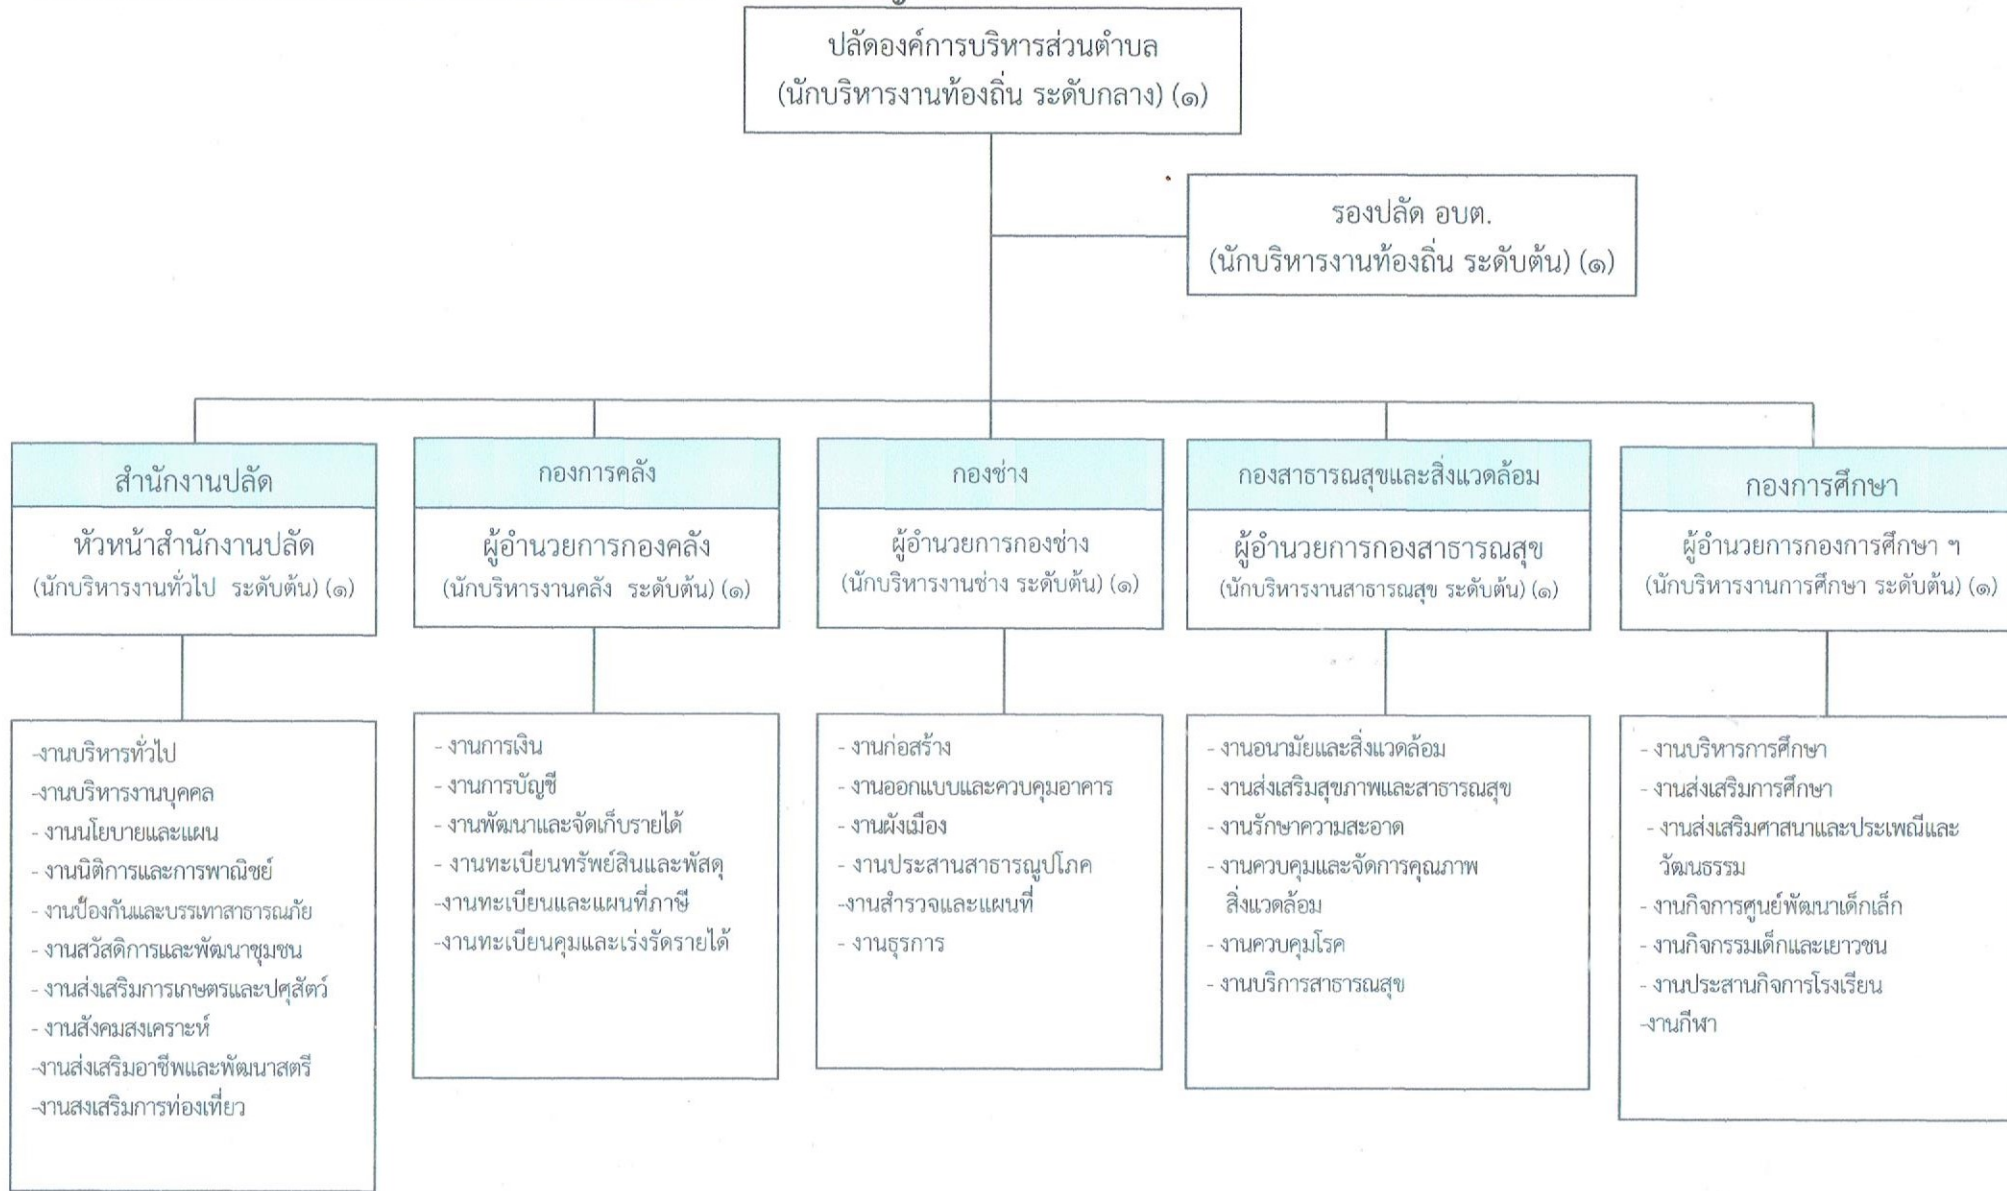 ปลัดองค์การบริหารส่วนตำบล
(นักบริหารงานท้องถิ่น ระดับกลาง) (๑)
รองปลัด อบต.
(นักบริหารงานท้องถิ่น ระดับต้น) (๑)
สำนักงานปลัด
หัวหน้าสำนักงานปลัด
(นักบริหารงานทั่วไป ระดับต้น) (๑)
-งานบริหารทั่วไป
-งานบริหารงานบุคคล
- งานนโยบายและแผน
- งานนิติการและการพาณิชย์
- งานป้องกันและบรรเทาสาธารณภัย
- งานสวัสดิการและพัฒนาชุมชน
- งานส่งเสริมการเกษตรและปศุสัตว์
- งานสังคมสงเคราะห์
-งานส่งเสริมอาชีพและพัฒนาสตรี
-งานสงเสริมการท่องเที่ยว
กองการคลัง
ผู้อำนวยการกองคลัง
(นักบริหารงานคลัง ระดับต้น) (๑)
- งานการเงิน
- งานการบัญชี
- งานพัฒนาและจัดเก็บรายได้
- งานทะเบียนทรัพย์สินและพัสดุ
-งานทะเบียนและแผนที่ภาษี
-งานทะเบียนคุมและเร่งรัดรายได้
กองช่าง
ผู้อำนวยการกองช่าง
(นักบริหารงานช่าง ระดับต้น) (๑)
- งานก่อสร้าง
- งานออกแบบและควบคุมอาคาร
- งานผังเมือง
- งานประสานสาธารณูปโภค
-งานสำรวจและแผนที่
- งานธุรการ
กองสาธารณสุขและสิ่งแวดล้อม
ผู้อำนวยการกองสาธารณสุข
(นักบริหารงานสาธารณสุข ระดับต้น) (๑)
- งานอนามัยและสิ่งแวดล้อม
- งานส่งเสริมสุขภาพและสาธารณสุข
- งานรักษาความสะอาด
- งานควบคุมและจัดการคุณภาพ
สิ่งแวดล้อม
- งานควบคุมโรค
- งานบริการสาธารณสุข
กองการศึกษา
ผู้อำนวยการกองการศึกษา ฯ
(นักบริหารงานการศึกษา ระดับต้น) (๑)
- งานบริหารการศึกษา
- งานส่งเสริมการศึกษา
- งานส่งเสริมศาสนาและประเพณีและ
วัฒนธรรม
- งานกิจการศูนย์พัฒนาเด็กเล็ก
- งานกิจกรรมเด็กและเยาวชน
- งานประสานกิจการโรงเรียน
-งานกีฬา